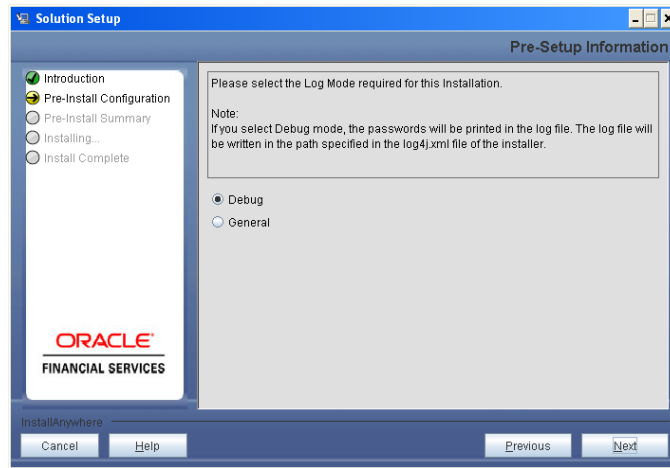 Solution Setup
Pre-Setup Information
Introduction
Pre-Install Configuration
Pre-Install Summary
Installing...
Install Complete
ORACLE
FINANCIAL SERVICES
Please select the Log Mode required for this Installation.
Note:
If you select Debug mode, the passwords will be printed in the log file. The log file will
be written in the path specified in the log4j.xml file of the installer.
Debug
General
InstallAnywhere
Cancel
Help
Previous
Next